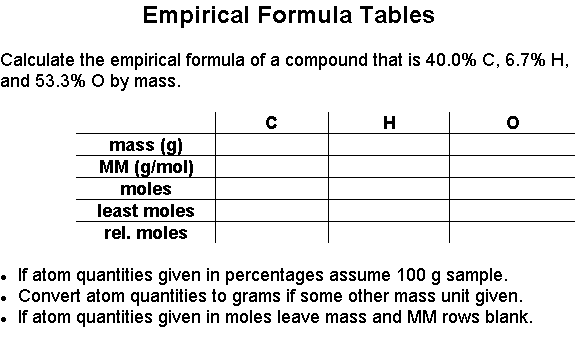 Empirical Formula Tables
Calculate the empirical formula of a compound that is 40.0% C, 6.7% H,
and 53.3% O by mass.
C H O
mass (g)
MM (g/mol)
moles
least moles
rel. moles
• If atom quantities given in percentages assume 100 g sample.
• Convert atom quantities to grams if some other mass unit given.
• If atom quantities given in moles leave mass and MM rows blank.